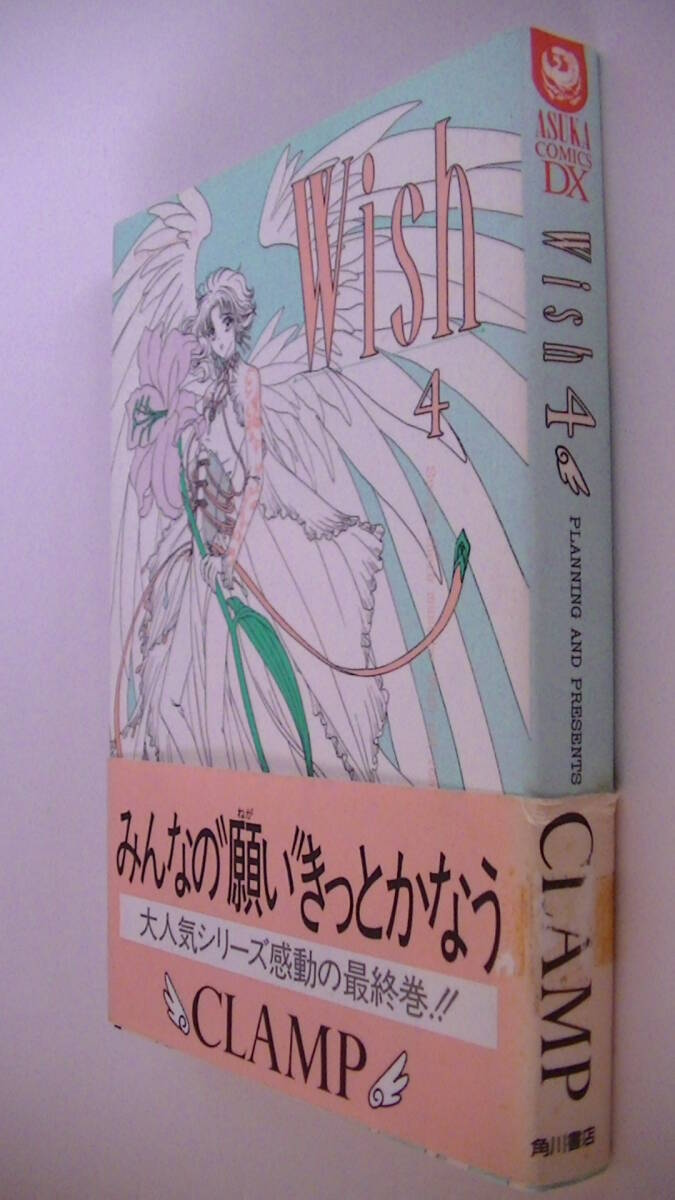 Wish
4
みんなの"願い"きっとかなう
ねが
大人気シリーズ感動の最終巻!!
CLAMP
ASUKA
COMICS
DX
Wish 4
PLANNING AND PRESENTS
CLAMP
角川書店